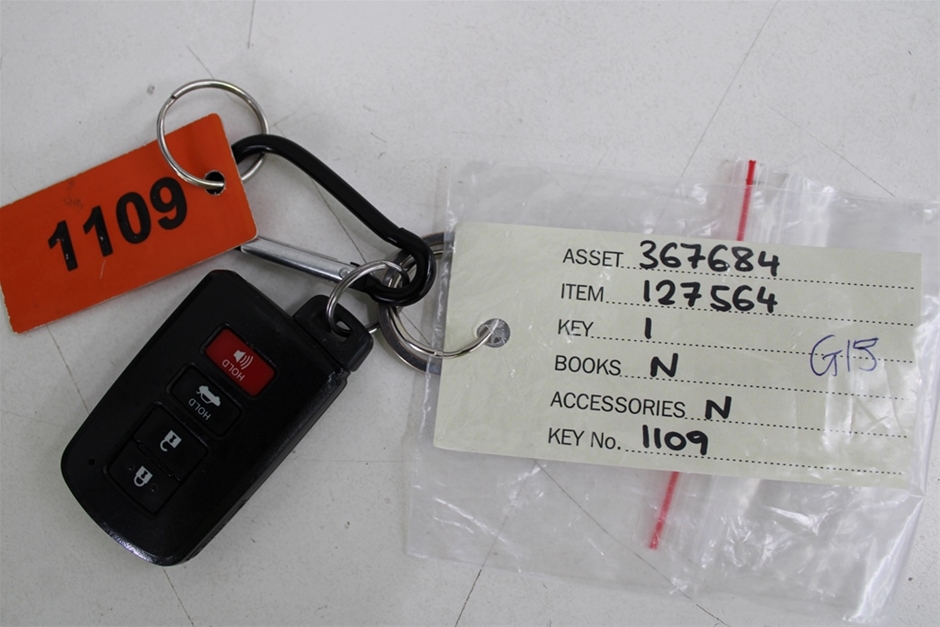 1109
HOLD
HOLD
ASSET 367684
ITEM 127564
KEY 1
BOOKS N
G15
ACCESSORIES N
KEY No. 1109